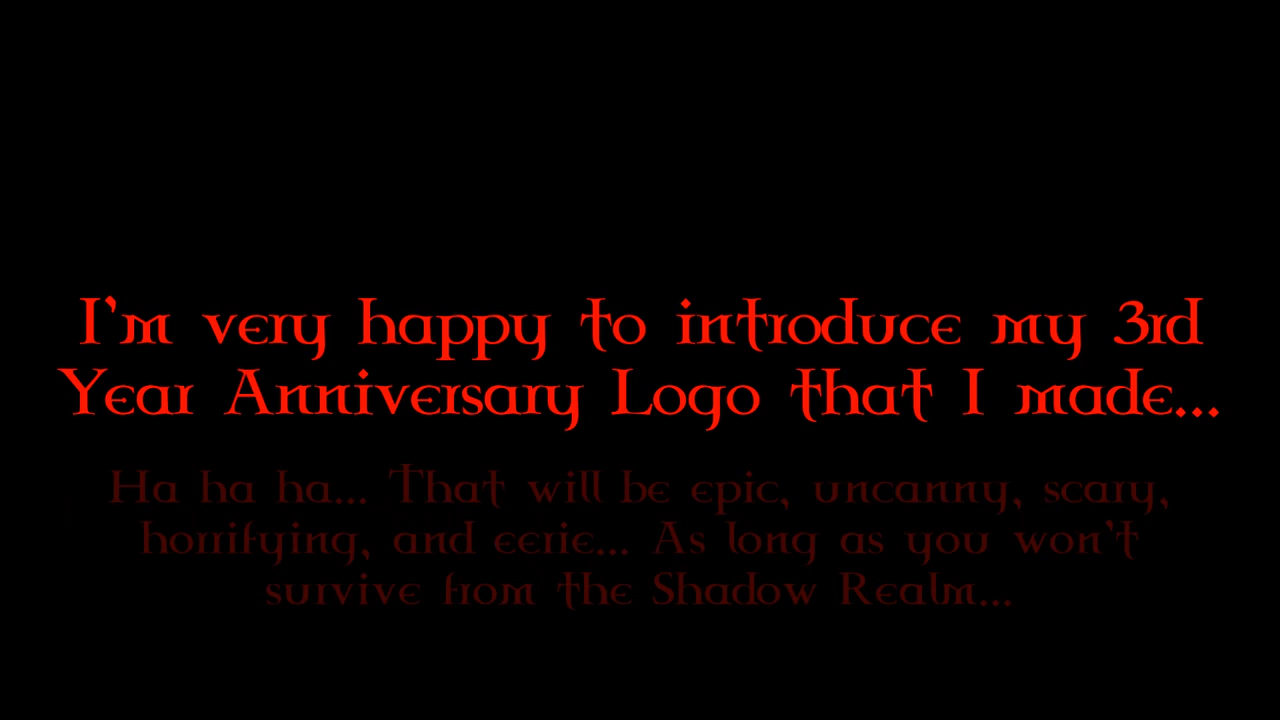 I'm very happy to introduce my 3rd
Year Anniversary Logo that I made...
Ha ha ha... That will be epic, uncanny, scary,
horrifying, and eerie... As long as you won't
survive from the Shadow Realm...